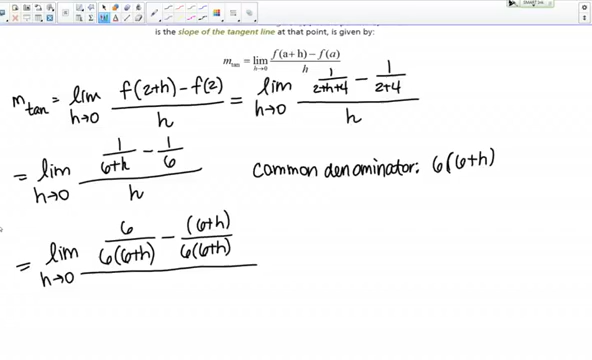 is the slope of the tangent line at that point, is given by:
m_tan = lim_{h→0} (f(a+h) − f(a))/h
m_tan = lim_{h→0} (f(2+h) − f(2))/h = lim_{h→0} (1/(2+h+4) − 1/(2+4))/h
= lim_{h→0} (1/(6+h) − 1/6)/h common denominator: 6(6+h)
= lim_{h→0} (6/(6(6+h)) − (6+h)/(6(6+h)))/